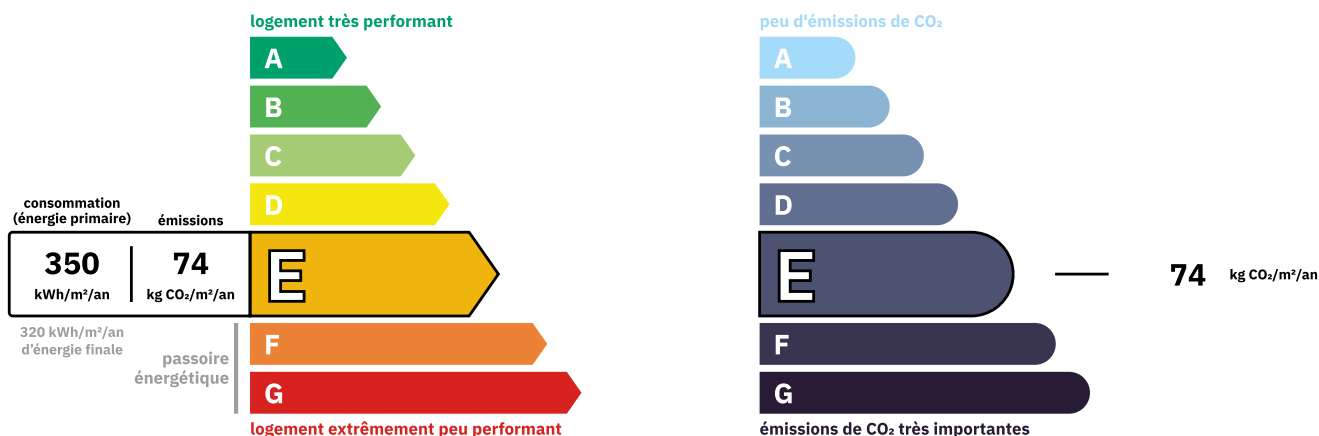 logement très performant
A
B
C
D
consommation
(énergie primaire)
émissions
350
kWh/m²/an
74
kg CO₂/m²/an
E
320 kWh/m²/an
d'énergie finale
passoire
énergétique
F
G
logement extrêmement peu performant
peu d'émissions de CO₂
A
B
C
D
E
74 kg CO₂/m²/an
F
G
émissions de CO₂ très importantes